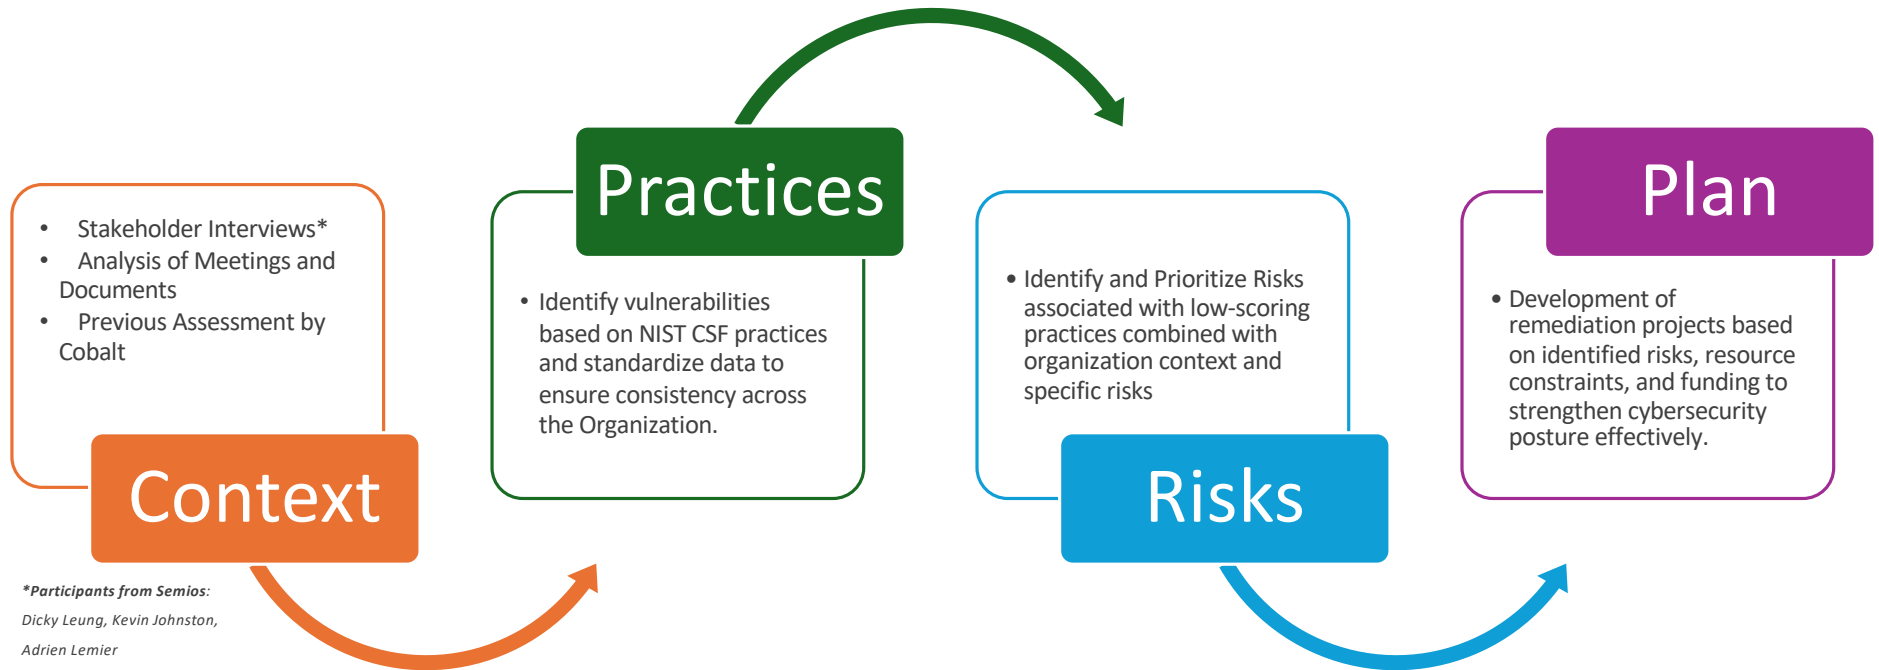 • Stakeholder Interviews*
• Analysis of Meetings and
Documents
• Previous Assessment by
Cobalt
Context
*Participants from Semios:
Dicky Leung, Kevin Johnston,
Adrien Lemier
Practices
• Identify vulnerabilities
based on NIST CSF practices
and standardize data to
ensure consistency across
the Organization.
• Identify and Prioritize Risks
associated with low-scoring
practices combined with
organization context and
specific risks
Risks
Plan
• Development of
remediation projects based
on identified risks, resource
constraints, and funding to
strengthen cybersecurity
posture effectively.